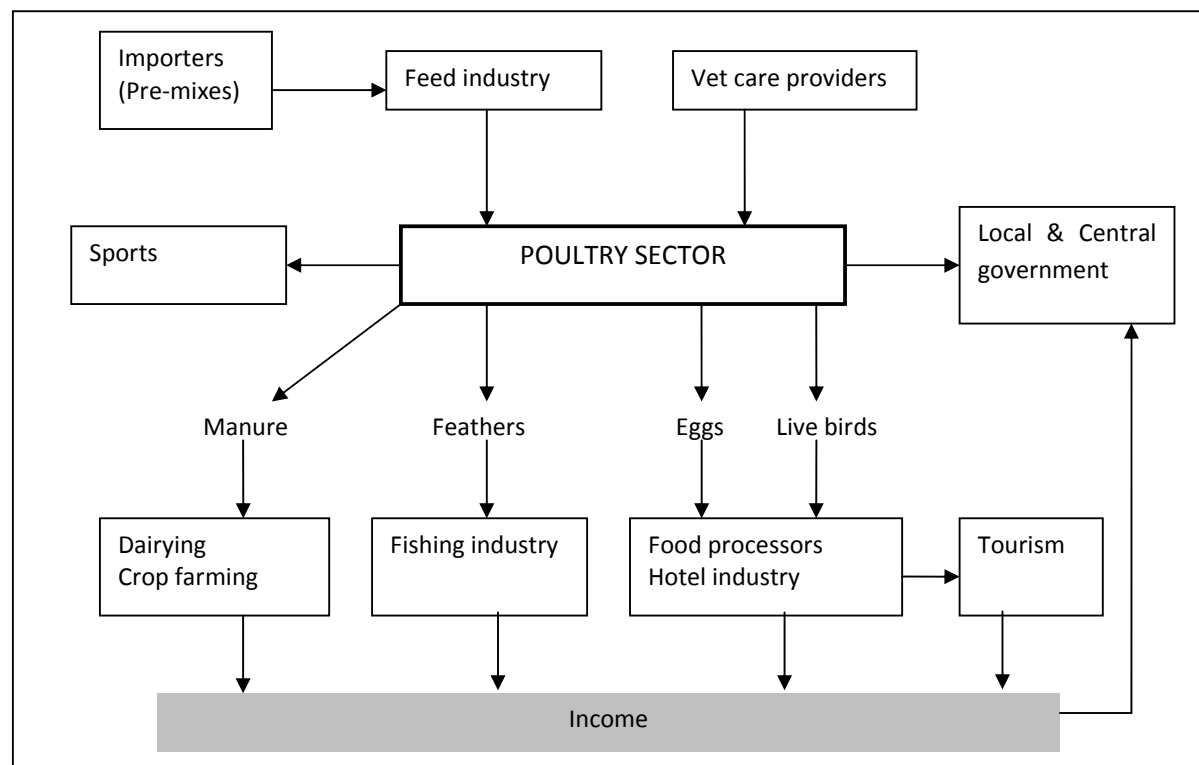 Importers
(Pre-mixes)
Feed industry
Vet care providers
Sports
POULTRY SECTOR
Local & Central
government
Manure
Feathers
Eggs
Live birds
Dairying
Crop farming
Fishing industry
Food processors
Hotel industry
Tourism
Income